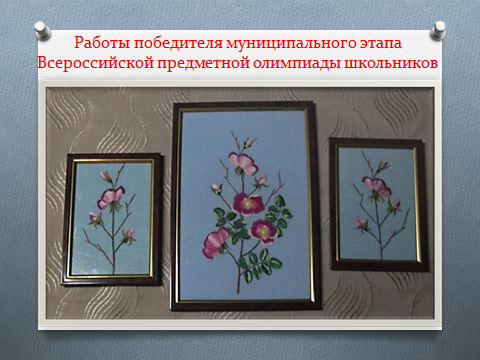 Работы победителя муниципального этапа
Всероссийской предметной олимпиады школьников